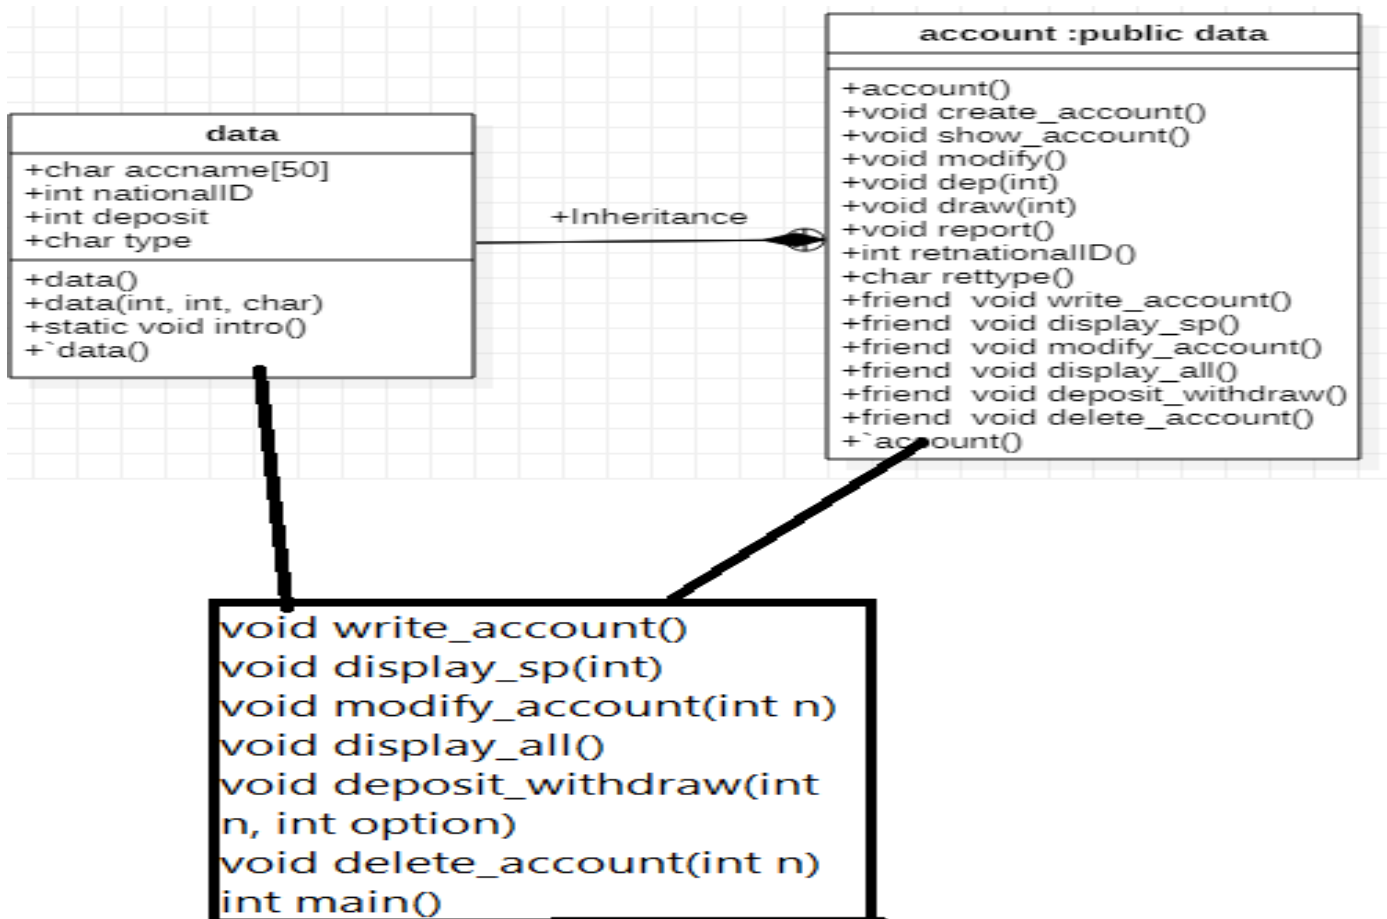 data
+char accname[50]
+int nationalID
+int deposit
+char type
+data()
+data(int, int, char)
+static void intro()
+`data()
+Inheritance
account :public data
+account()
+void create_account()
+void show_account()
+void modify()
+void dep(int)
+void draw(int)
+void report()
+int retnationalID()
+char rettype()
+friend  void write_account()
+friend  void display_sp()
+friend  void modify_account()
+friend  void display_all()
+friend  void deposit_withdraw()
+friend  void delete_account()
+`account()
void write_account()
void display_sp(int)
void modify_account(int n)
void display_all()
void deposit_withdraw(int
n, int option)
void delete_account(int n)
int main()